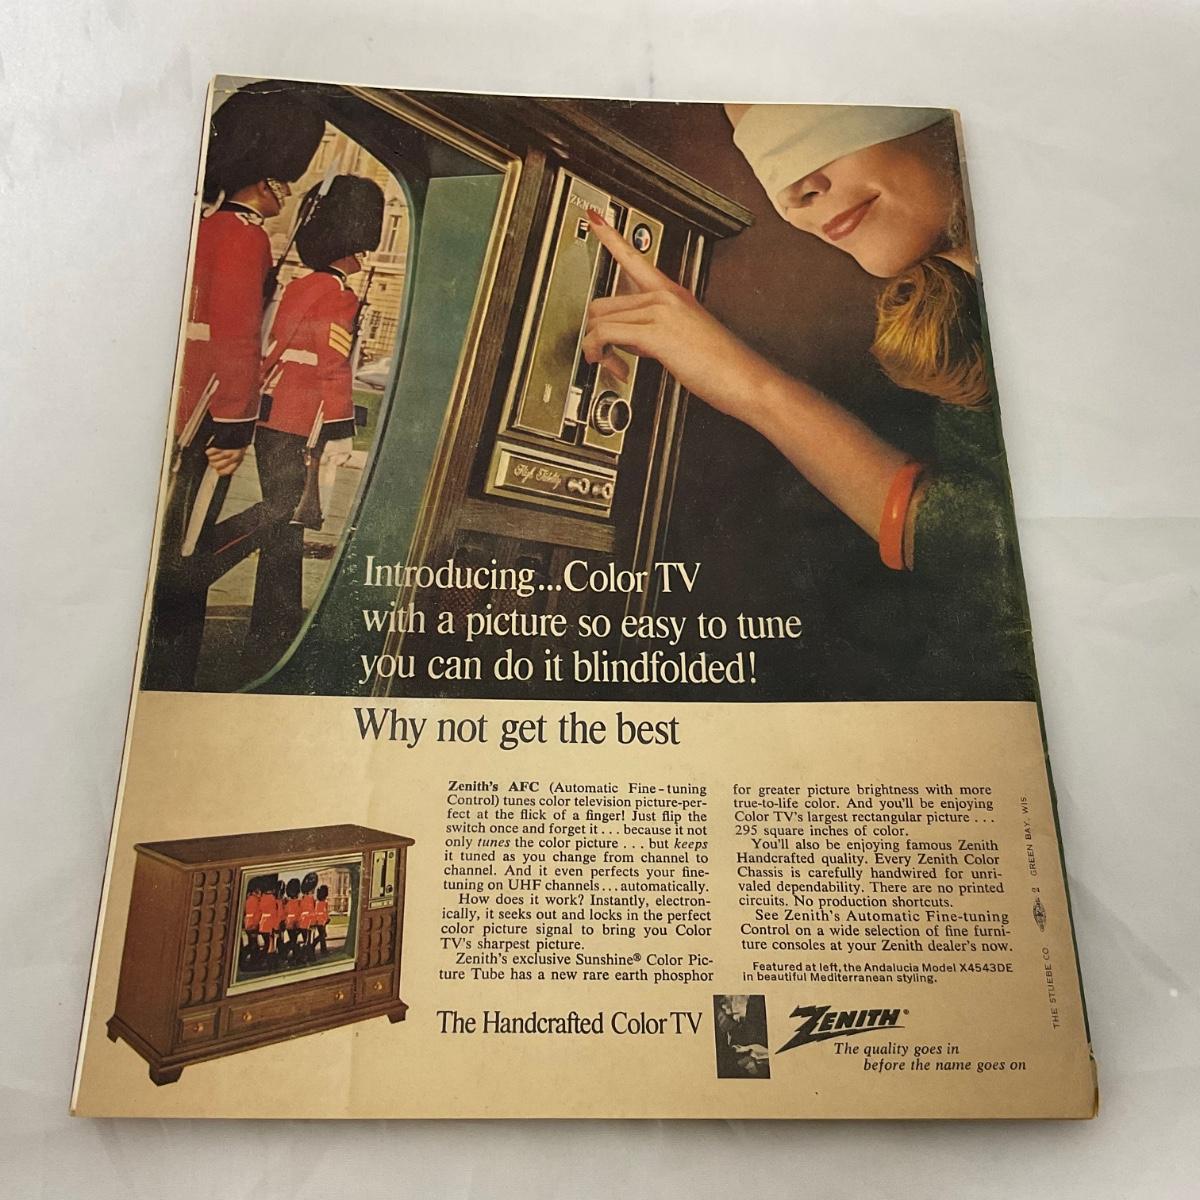 ZENITH
High Fidelity
Introducing...Color TV
with a picture so easy to tune
you can do it blindfolded!
Why not get the best
Zenith's AFC (Automatic Fine-tuning
Control) tunes color television picture-per-
fect at the flick of a finger! Just flip the
switch once and forget it . . . because it not
only tunes the color picture . . . but keeps
it tuned as you change from channel to
channel. And it even perfects your fine-
tuning on UHF channels . . . automatically.
How does it work? Instantly, electron-
ically, it seeks out and locks in the perfect
color picture signal to bring you Color
TV's sharpest picture.
Zenith's exclusive Sunshine® Color Pic-
ture Tube has a new rare earth phosphor
for greater picture brightness with more
true-to-life color. And you'll be enjoying
Color TV's largest rectangular picture . . .
295 square inches of color.
You'll also be enjoying famous Zenith
Handcrafted quality. Every Zenith Color
Chassis is carefully handwired for unri-
valed dependability. There are no printed
circuits. No production shortcuts.
See Zenith's Automatic Fine-tuning
Control on a wide selection of fine furni-
ture consoles at your Zenith dealer's now.
Featured at left, the Andalucia Model X4543DE
in beautiful Mediterranean styling.
The Handcrafted Color TV
ZENITH®
The quality goes in
before the name goes on
THE STUEBE CO 2 GREEN BAY, WIS